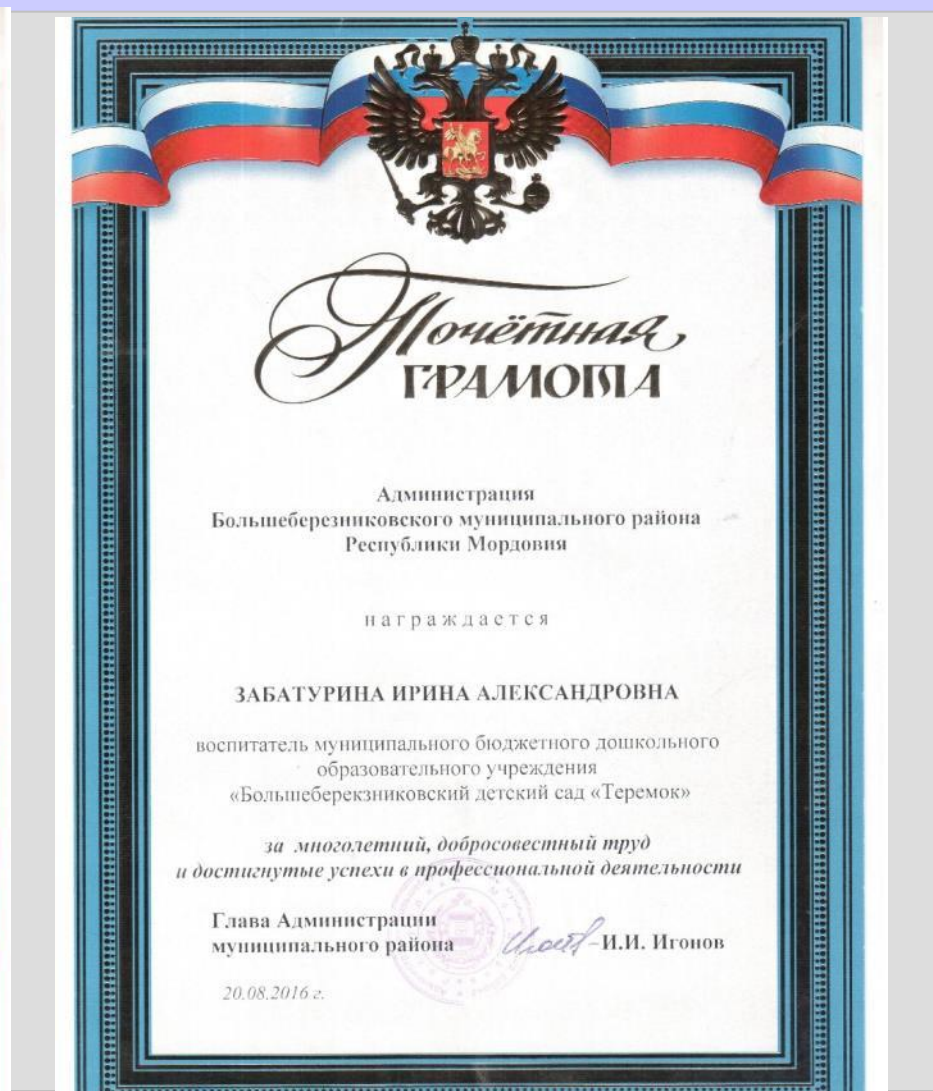 Почётная
ГРАМОТА
Администрация
Большеберезниковского муниципального района
Республики Мордовия
награждается
ЗАБАТУРИНА ИРИНА АЛЕКСАНДРОВНА
воспитатель муниципального бюджетного дошкольного
образовательного учреждения
«Большеберекзниковский детский сад «Теремок»
за многолетний, добросовестный труд
и достигнутые успехи в профессиональной деятельности
Глава Администрации
муниципального района И.И. Игонов
20.08.2016 г.